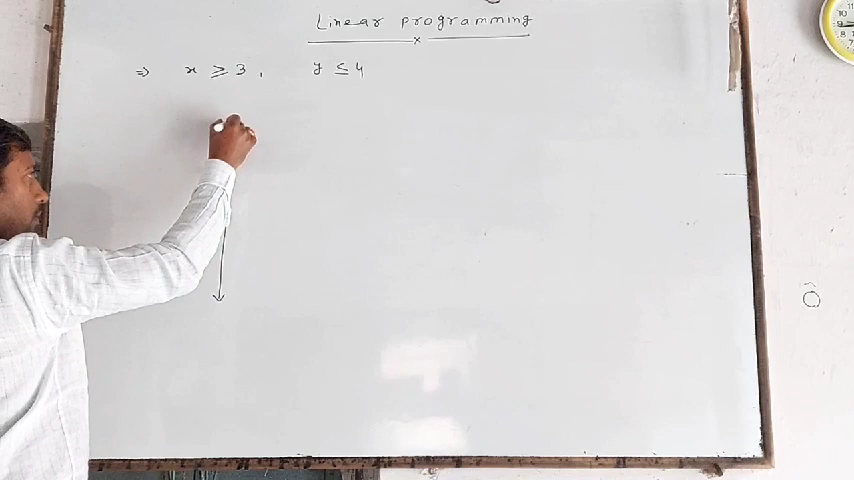 Linear programming
⇒ x ≥ 3, y ≤ 4